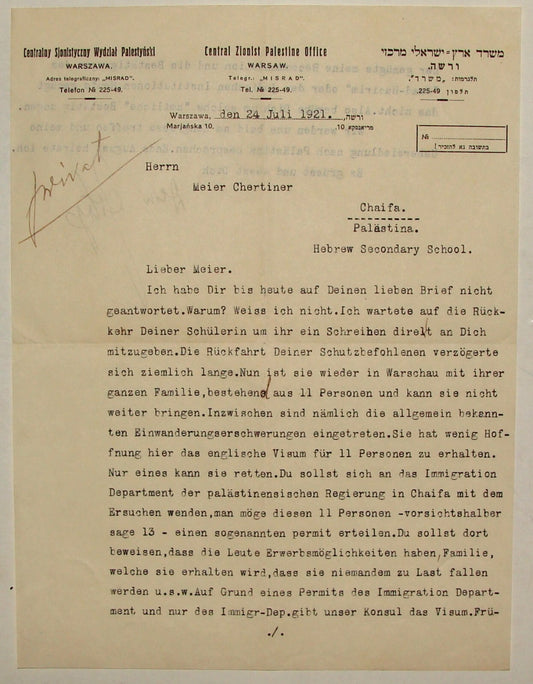 Centralny Sjonistyczny Wydział Palestyński
WARSZAWA.
Adres telegraficzny: „MISRAD".
Telefon № 225-49.
Central Zionist Palestine Office
WARSAW.
Telegr.: „MISRAD".
Tel. № 225-49.
משרד ארץ=ישראלי מרכזי
ורשה.
תלגרמות: „משרד".
תלפון 225-49
Warszawa, den 24 Juli 1921. ורשה,
Marjańska 10. מריאנסקא 10
№
בתשובה נא להזכיר!
Privat
Herrn
Meier Chertiner
Chaifa.
Palästina.
Hebrew Secondary School.
Lieber Meier.
Ich habe Dir bis heute auf Deinen lieben Brief nicht
geantwortet.Warum? Weiss ich nicht.Ich wartete auf die Rück-
kehr Deiner Schülerin um ihr ein Schreiben direkt an Dich
mitzugeben.Die Rückfahrt Deiner Schutzbefohlenen verzögerte
sich ziemlich lange.Nun ist sie wieder in Warschau mit ihrer
ganzen Familie,bestehend aus 11 Personen und kann sie nicht
weiter bringen.Inzwischen sind nämlich die allgemein bekann-
ten Einwanderungserschwerungen eingetreten.Sie hat wenig Hof-
fnung hier das englische Visum für 11 Personen zu erhalten.
Nur eines kann sie retten.Du sollst sich an das Immigration
Department der palästinensischen Regierung in Chaifa mit dem
Ersuchen wenden,man möge diesen 11 Personen -vorsichtshalber
sage 13 - einen sogenannten permit erteilen.Du sollst dort
beweisen,dass die Leute Erwerbsmöglichkeiten haben,Familie,
welche sie erhalten wird,dass sie niemandem zu Last fallen
werden u.s.w.Auf Grund eines Permits des Immigration Depart-
ment und nur des Immigr-Dep.gibt unser Konsul das Visum.Frü-
./.